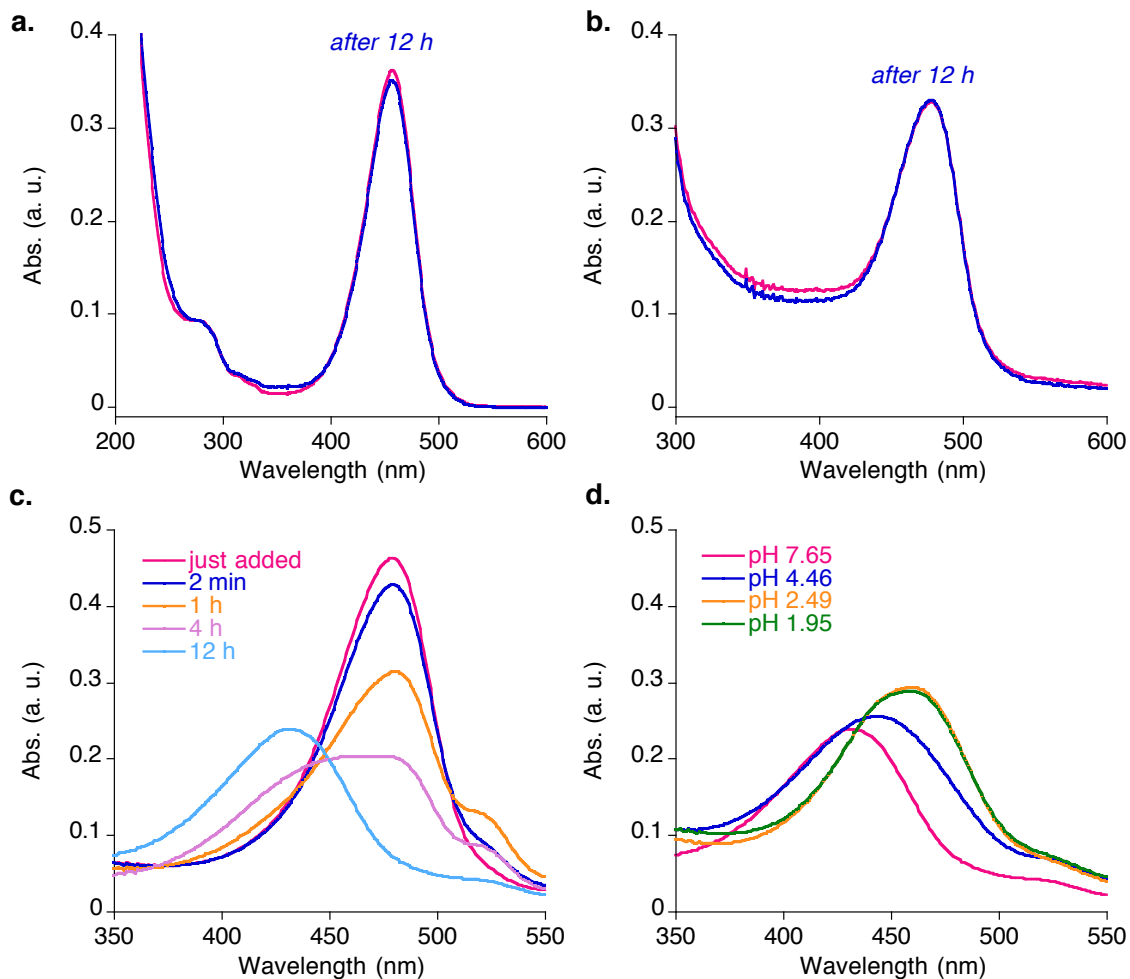 a.
after 12 h
0.4
0.3
0.2
0.1
0
Abs. (a. u.)
200 300 400 500 600
Wavelength (nm)
b.
after 12 h
0.4
0.3
0.2
0.1
0
Abs. (a. u.)
300 400 500 600
Wavelength (nm)
c.
just added
2 min
1 h
4 h
12 h
0.5
0.4
0.3
0.2
0.1
0
Abs. (a. u.)
350 400 450 500 550
Wavelength (nm)
d.
pH 7.65
pH 4.46
pH 2.49
pH 1.95
0.5
0.4
0.3
0.2
0.1
0
Abs. (a. u.)
350 400 450 500 550
Wavelength (nm)